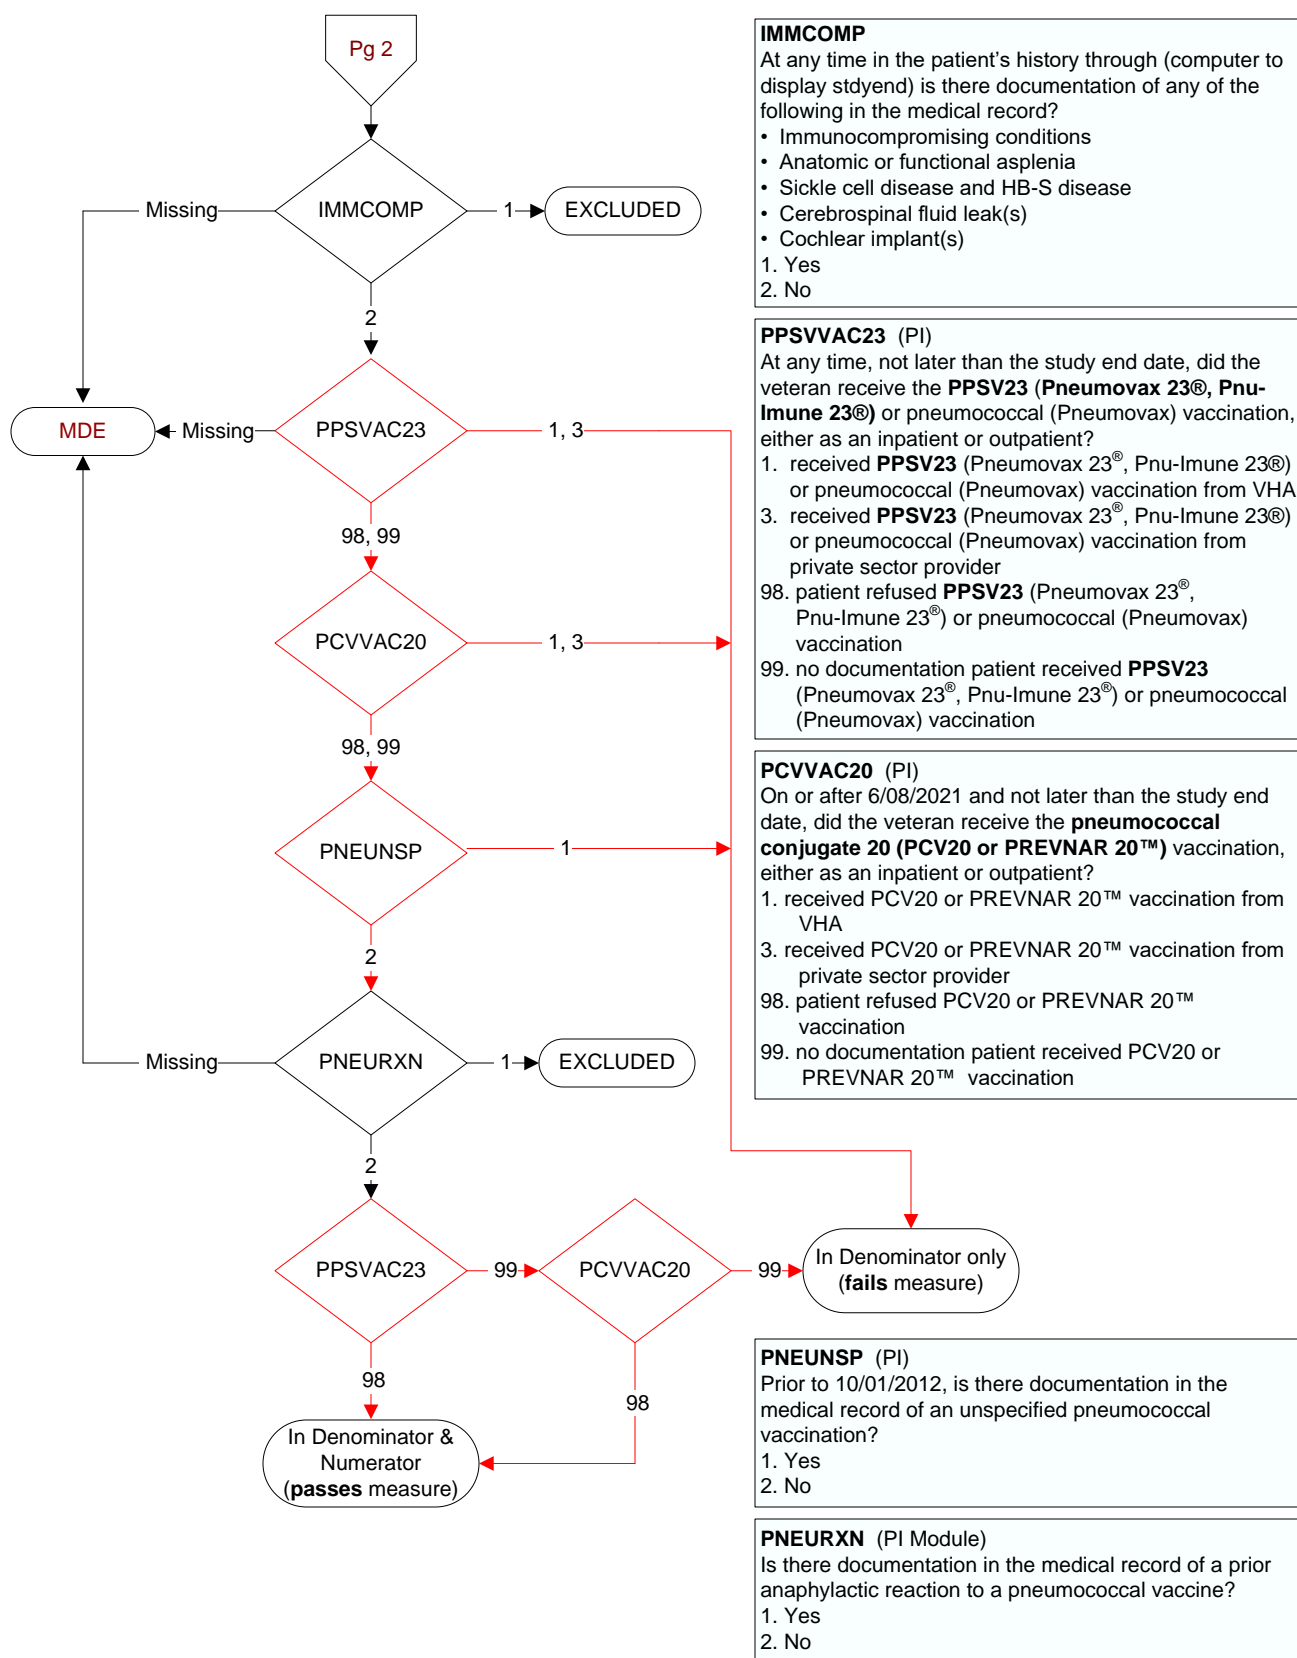 Pg 2
IMMCOMP
Missing
1
EXCLUDED
2
MDE
Missing
PPSVAC23
1, 3
98, 99
PCVVAC20
1, 3
98, 99
PNEUNSP
1
2
Missing
PNEURXN
1
EXCLUDED
2
PPSVAC23
99
PCVVAC20
99
In Denominator only
(fails measure)
98
98
In Denominator &
Numerator
(passes measure)
IMMCOMP
At any time in the patient’s history through (computer to
display stdyend) is there documentation of any of the
following in the medical record?
• Immunocompromising conditions
• Anatomic or functional asplenia
• Sickle cell disease and HB-S disease
• Cerebrospinal fluid leak(s)
• Cochlear implant(s)
1. Yes
2. No
PPSVVAC23 (PI)
At any time, not later than the study end date, did the
veteran receive the PPSV23 (Pneumovax 23®, Pnu-
Imune 23®) or pneumococcal (Pneumovax) vaccination,
either as an inpatient or outpatient?
1. received PPSV23 (Pneumovax 23®, Pnu-Imune 23®)
or pneumococcal (Pneumovax) vaccination from VHA
3. received PPSV23 (Pneumovax 23®, Pnu-Imune 23®)
or pneumococcal (Pneumovax) vaccination from
private sector provider
98. patient refused PPSV23 (Pneumovax 23®,
Pnu-Imune 23®) or pneumococcal (Pneumovax)
vaccination
99. no documentation patient received PPSV23
(Pneumovax 23®, Pnu-Imune 23®) or pneumococcal
(Pneumovax) vaccination
PCVVAC20 (PI)
On or after 6/08/2021 and not later than the study end
date, did the veteran receive the pneumococcal
conjugate 20 (PCV20 or PREVNAR 20™) vaccination,
either as an inpatient or outpatient?
1. received PCV20 or PREVNAR 20™ vaccination from
VHA
3. received PCV20 or PREVNAR 20™ vaccination from
private sector provider
98. patient refused PCV20 or PREVNAR 20™
vaccination
99. no documentation patient received PCV20 or
PREVNAR 20™ vaccination
PNEUNSP (PI)
Prior to 10/01/2012, is there documentation in the
medical record of an unspecified pneumococcal
vaccination?
1. Yes
2. No
PNEURXN (PI Module)
Is there documentation in the medical record of a prior
anaphylactic reaction to a pneumococcal vaccine?
1. Yes
2. No